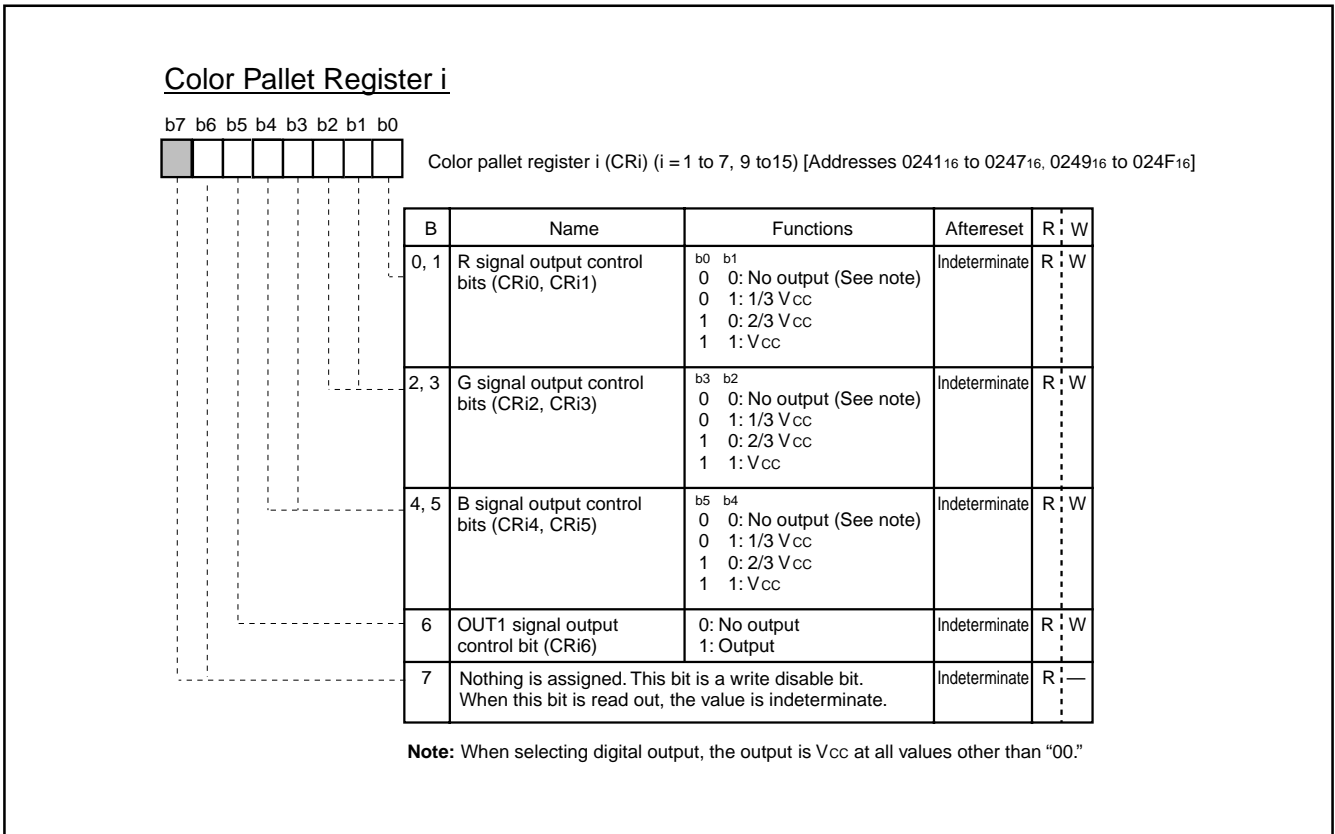 Color Pallet Register i
b7 b6 b5 b4 b3 b2 b1 b0
Color pallet register i (CRi) (i = 1 to 7, 9 to15) [Addresses 024116 to 024716, 024916 to 024F16]
B Name Functions Afterreset R W
0, 1 R signal output control bits (CRi0, CRi1)
b0 b1
0 0: No output (See note)
0 1: 1/3 VCC
1 0: 2/3 VCC
1 1: VCC
Indeterminate R W
2, 3 G signal output control bits (CRi2, CRi3)
b3 b2
0 0: No output (See note)
0 1: 1/3 VCC
1 0: 2/3 VCC
1 1: VCC
Indeterminate R W
4, 5 B signal output control bits (CRi4, CRi5)
b5 b4
0 0: No output (See note)
0 1: 1/3 VCC
1 0: 2/3 VCC
1 1: VCC
Indeterminate R W
6 OUT1 signal output control bit (CRi6)
0: No output
1: Output
Indeterminate R W
7 Nothing is assigned. This bit is a write disable bit.
When this bit is read out, the value is indeterminate.
Indeterminate R —
Note: When selecting digital output, the output is VCC at all values other than “00.”